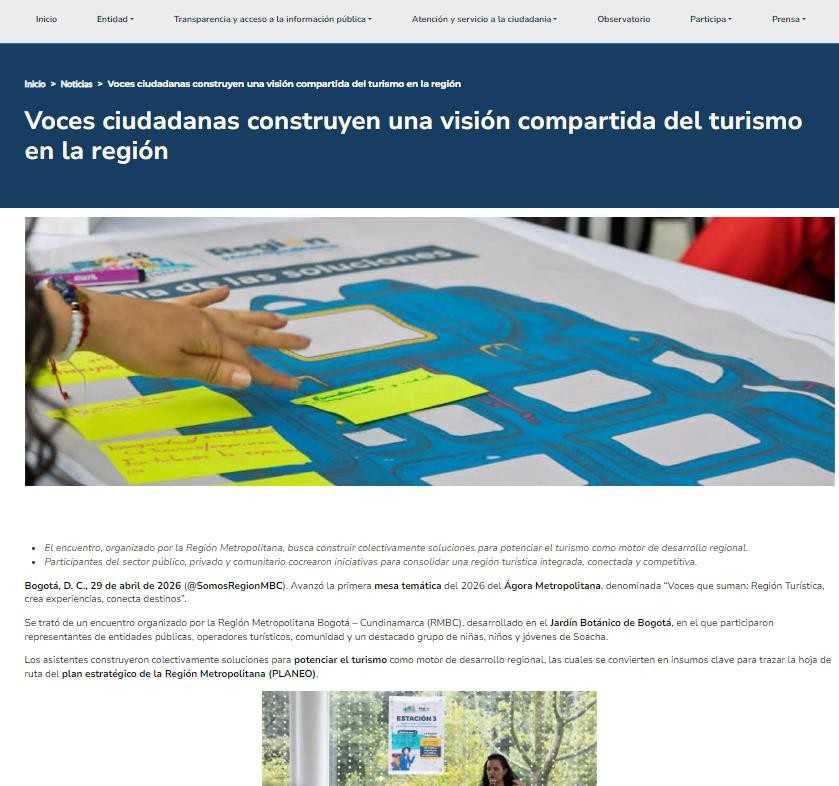 Inicio
Entidad
Transparencia y acceso a la información pública
Atención y servicio a la ciudadanía
Observatorio
Participa
Prensa
Inicio > Noticias > Voces ciudadanas construyen una visión compartida del turismo en la región
Voces ciudadanas construyen una visión compartida del turismo
en la región
Región
de las soluciones
El encuentro, organizado por la Región Metropolitana, busca construir colectivamente soluciones para potenciar el turismo como motor de desarrollo regional.
Participantes del sector público, privado y comunitario cocrearon iniciativas para consolidar una región turística integrada, conectada y competitiva.
Bogotá, D. C., 29 de abril de 2026 (@SomosRegionMBC). Avanzó la primera mesa temática del 2026 del Ágora Metropolitana, denominada “Voces que suman: Región Turística,
crea experiencias, conecta destinos”.
Se trató de un encuentro organizado por la Región Metropolitana Bogotá – Cundinamarca (RMBC), desarrollado en el Jardín Botánico de Bogotá, en el que participaron
representantes de entidades públicas, operadores turísticos, comunidad y un destacado grupo de niñas, niños y jóvenes de Soacha.
Los asistentes construyeron colectivamente soluciones para potenciar el turismo como motor de desarrollo regional, las cuales se convierten en insumos clave para trazar la hoja de
ruta del plan estratégico de la Región Metropolitana (PLANEO).
ESTACIÓN 3